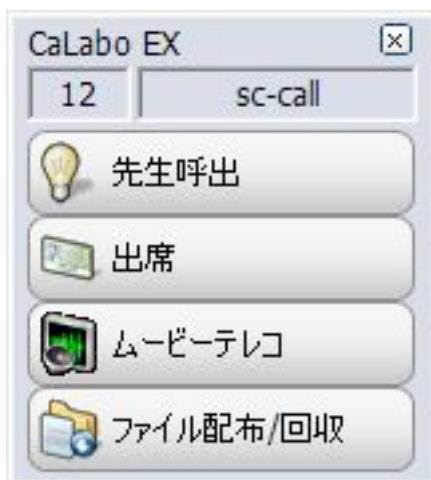 CaLabo EX
12 sc-call
先生呼出
出席
ムービーテレコ
ファイル配布/回収